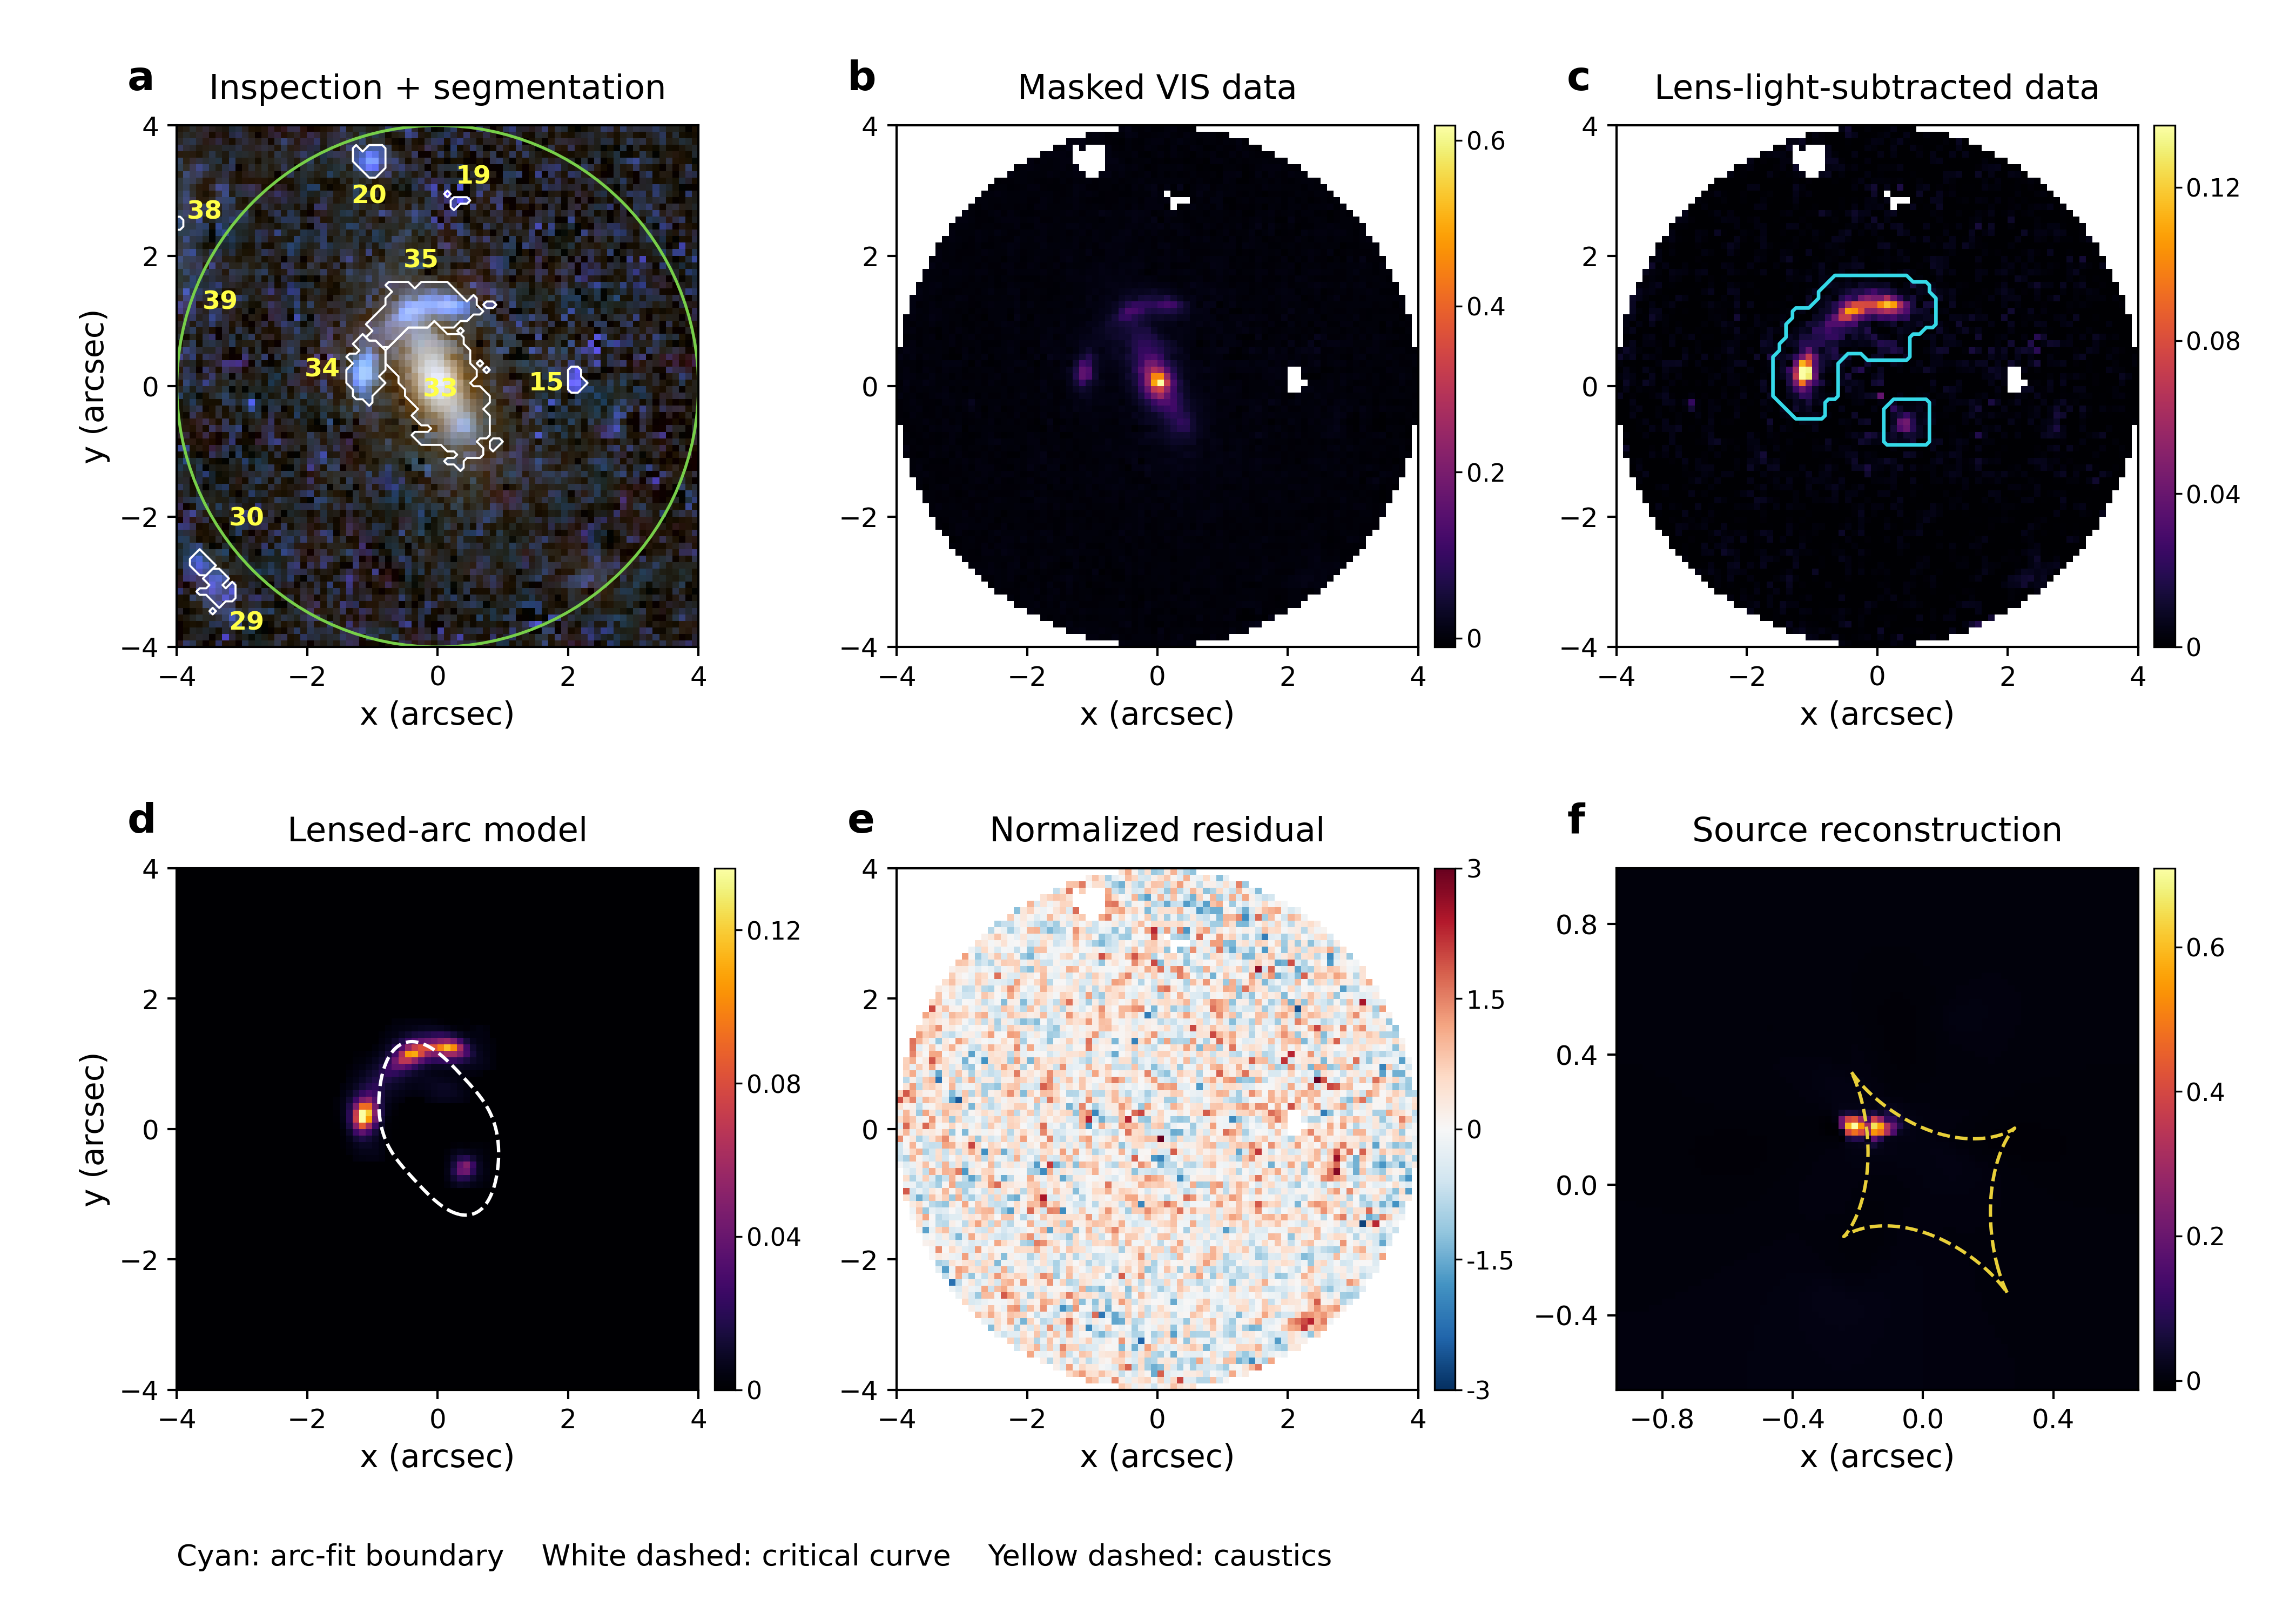 a Inspection + segmentation
4
2
0
−2
−4
−4 −2 0 2 4
x (arcsec)
y (arcsec)
20
19
38
35
39
34
33
15
30
29
b Masked VIS data
4
2
0
−2
−4
−4 −2 0 2 4
x (arcsec)
0.6
0.4
0.2
0
c Lens-light-subtracted data
4
2
0
−2
−4
−4 −2 0 2 4
x (arcsec)
0.12
0.08
0.04
0
d Lensed-arc model
4
2
0
−2
−4
−4 −2 0 2 4
x (arcsec)
y (arcsec)
0.12
0.08
0.04
0
e Normalized residual
4
2
0
−2
−4
−4 −2 0 2 4
x (arcsec)
3
1.5
0
-1.5
-3
f Source reconstruction
0.8
0.4
0.0
−0.4
−0.8 −0.4 0.0 0.4
x (arcsec)
0.6
0.4
0.2
0
Cyan: arc-fit boundary White dashed: critical curve Yellow dashed: caustics